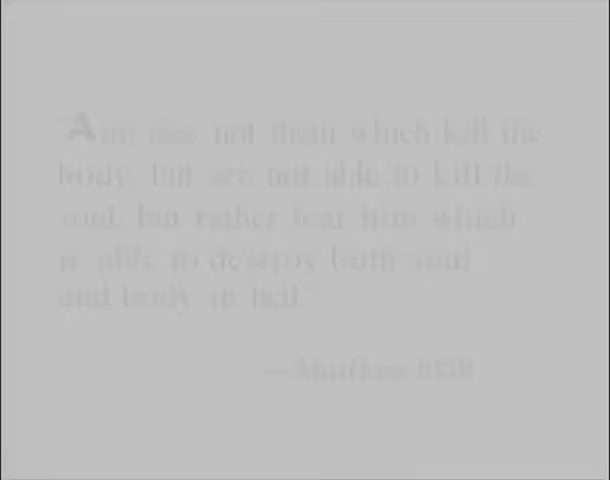 And fear not them which kill the
body, but are not able to kill the
soul: but rather fear him which
is able to destroy both soul
and body in hell."
—Matthew